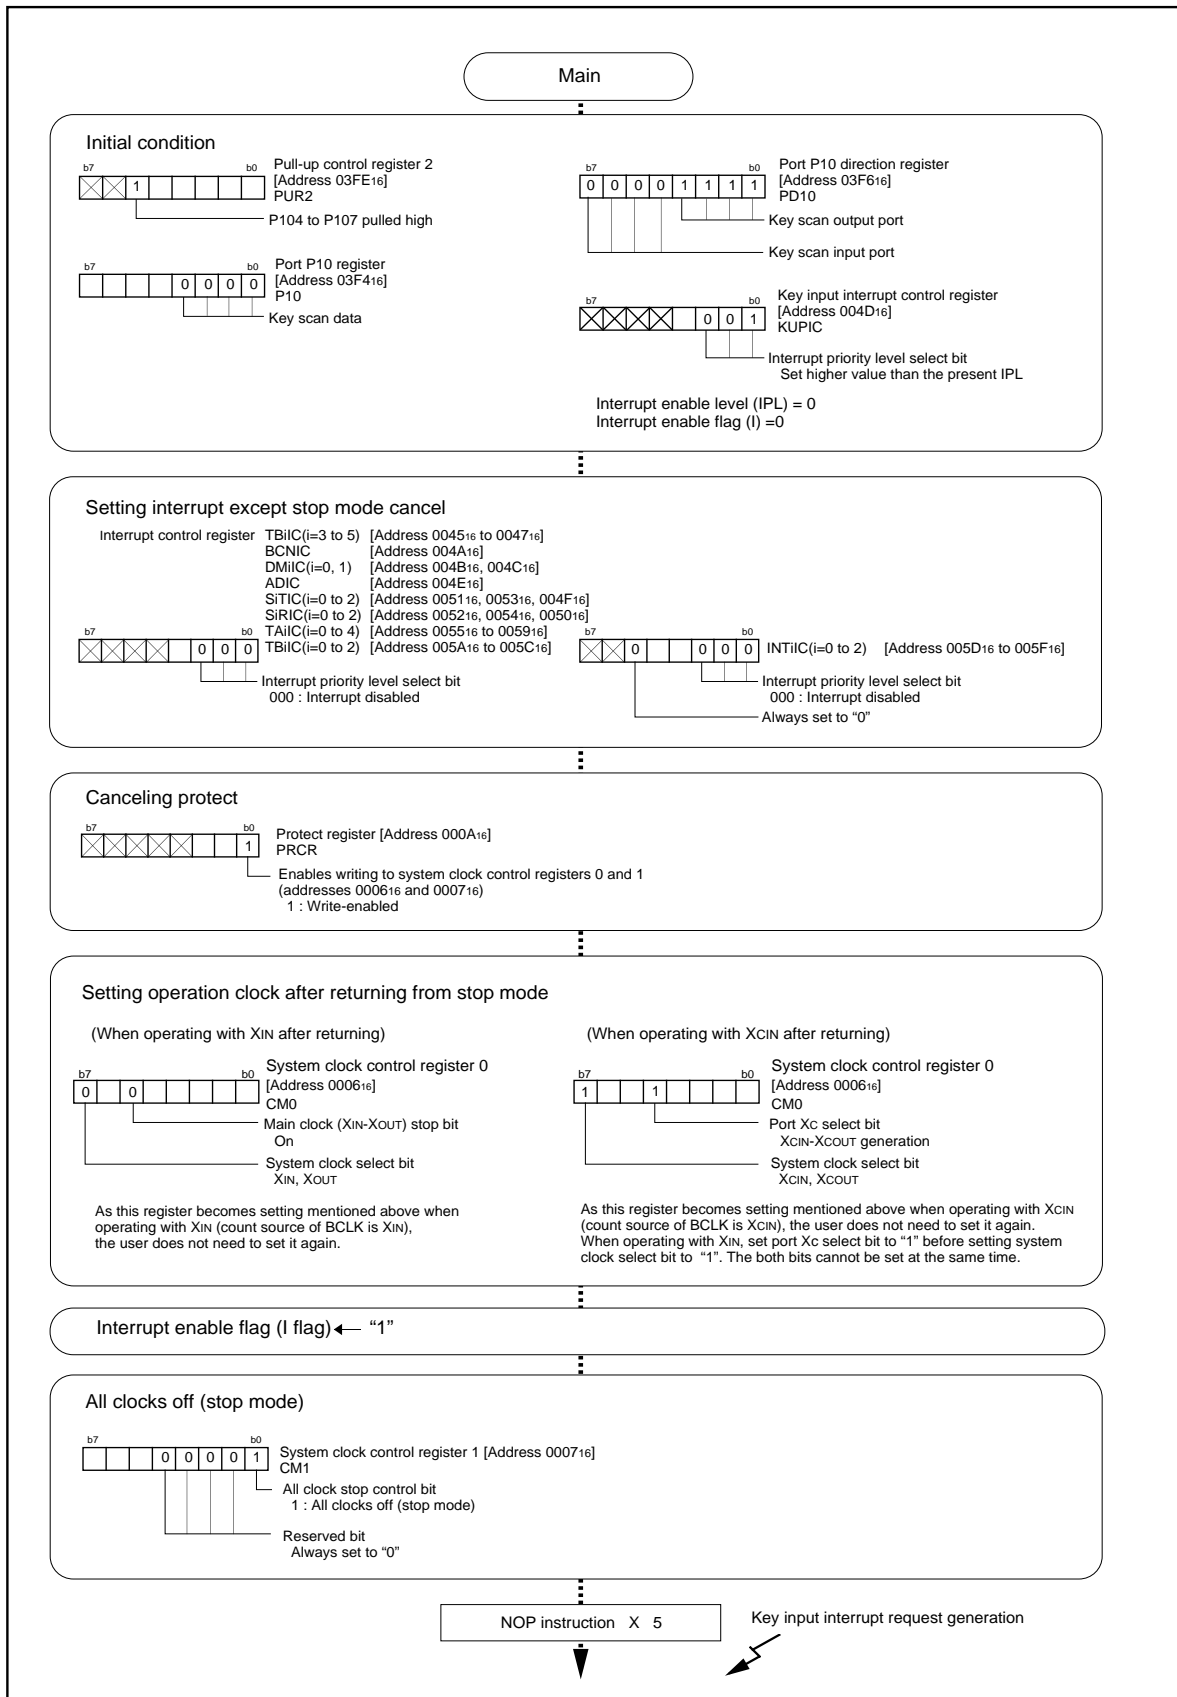 Main
Initial condition
b7 b0
1
Pull-up control register 2
[Address 03FE16]
PUR2
P104 to P107 pulled high
b7 b0
0 0 0 0 1 1 1 1
Port P10 direction register
[Address 03F616]
PD10
Key scan output port
Key scan input port
b7 b0
0 0 0 0
Port P10 register
[Address 03F416]
P10
Key scan data
b7 b0
0 0 1
Key input interrupt control register
[Address 004D16]
KUPIC
Interrupt priority level select bit
Set higher value than the present IPL
Interrupt enable level (IPL) = 0
Interrupt enable flag (I) =0
Setting interrupt except stop mode cancel
Interrupt control register TBiIC(i=3 to 5) [Address 004516 to 004716]
BCNIC [Address 004A16]
DMiIC(i=0, 1) [Address 004B16, 004C16]
ADIC [Address 004E16]
SiTIC(i=0 to 2) [Address 005116, 005316, 004F16]
SiRIC(i=0 to 2) [Address 005216, 005416, 005016]
TAiIC(i=0 to 4) [Address 005516 to 005916]
TBiIC(i=0 to 2) [Address 005A16 to 005C16]
b7 b0
0 0 0
Interrupt priority level select bit
000 : Interrupt disabled
b7 b0
0 0 0 0
INTiIC(i=0 to 2) [Address 005D16 to 005F16]
Interrupt priority level select bit
000 : Interrupt disabled
Always set to “0”
Canceling protect
b7 b0
1
Protect register [Address 000A16]
PRCR
Enables writing to system clock control registers 0 and 1
(addresses 000616 and 000716)
1 : Write-enabled
Setting operation clock after returning from stop mode
(When operating with XIN after returning)
b7 b0
0 0
System clock control register 0
[Address 000616]
CM0
Main clock (XIN-XOUT) stop bit
On
System clock select bit
XIN, XOUT
As this register becomes setting mentioned above when
operating with XIN (count source of BCLK is XIN),
the user does not need to set it again.
(When operating with XCIN after returning)
b7 b0
1 1
System clock control register 0
[Address 000616]
CM0
Port XC select bit
XCIN-XCOUT generation
System clock select bit
XCIN, XCOUT
As this register becomes setting mentioned above when operating with XCIN
(count source of BCLK is XCIN), the user does not need to set it again.
When operating with XIN, set port XC select bit to “1” before setting system
clock select bit to “1”. The both bits cannot be set at the same time.
Interrupt enable flag (I flag) ← “1”
All clocks off (stop mode)
b7 b0
0 0 0 0 1
System clock control register 1 [Address 000716]
CM1
All clock stop control bit
1 : All clocks off (stop mode)
Reserved bit
Always set to “0”
NOP instruction X 5
Key input interrupt request generation